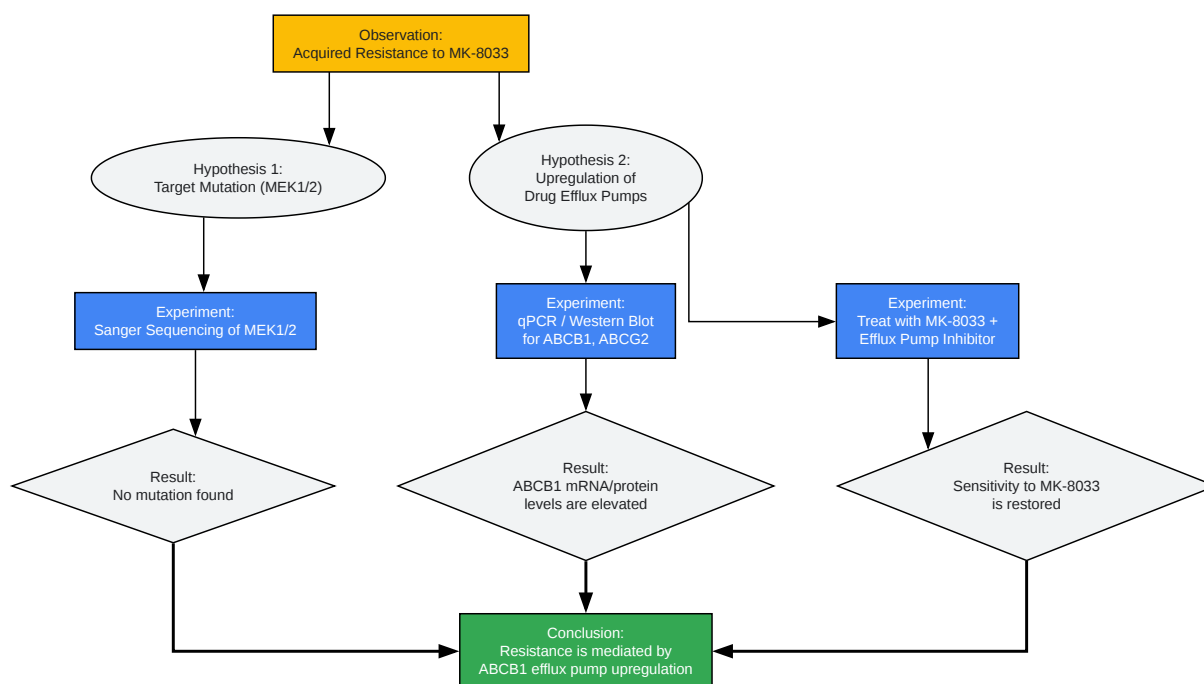 Observation:
Acquired Resistance to MK-8033
Hypothesis 1:
Target Mutation (MEK1/2)
Hypothesis 2:
Upregulation of
Drug Efflux Pumps
Experiment:
Sanger Sequencing of MEK1/2
Experiment:
qPCR / Western Blot
for ABCB1, ABCG2
Experiment:
Treat with MK-8033 +
Efflux Pump Inhibitor
Result:
No mutation found
Result:
ABCB1 mRNA/protein
levels are elevated
Result:
Sensitivity to MK-8033
is restored
Conclusion:
Resistance is mediated by
ABCB1 efflux pump upregulation